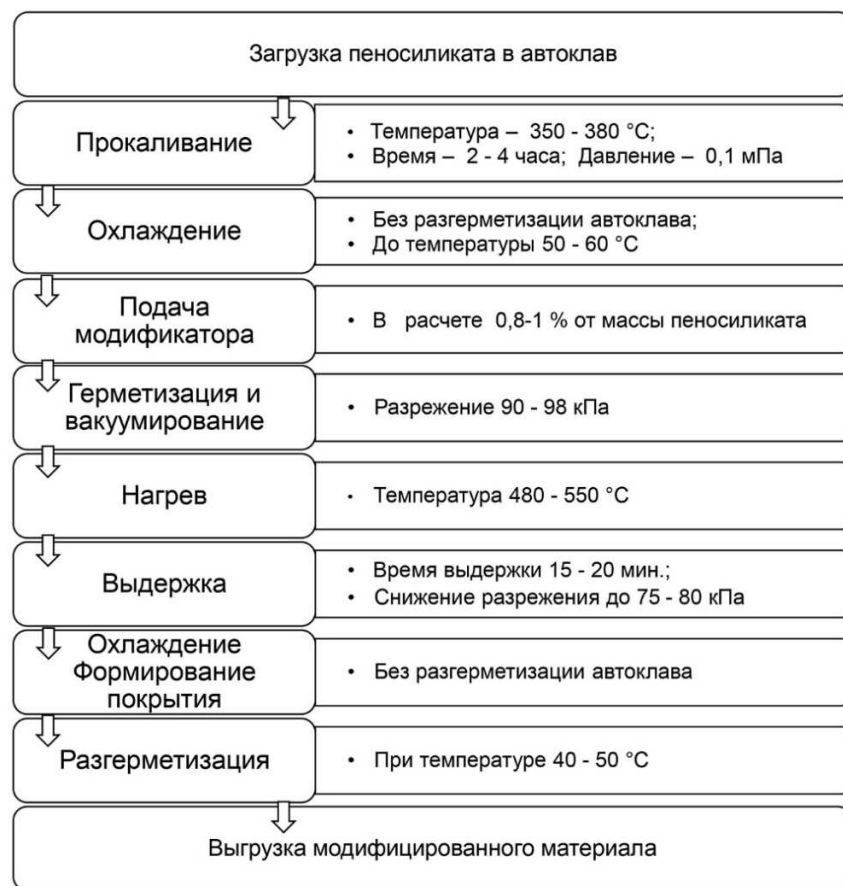 Загрузка пеносиликата в автоклав
Прокаливание
• Температура – 350 - 380 °С;
• Время – 2 - 4 часа; Давление – 0,1 мПа
Охлаждение
• Без разгерметизации автоклава;
• До температуры 50 - 60 °С
Подача
модификатора
• В расчете 0,8-1 % от массы пеносиликата
Герметизация и
вакуумирование
• Разрежение 90 - 98 кПа
Нагрев
• Температура 480 - 550 °С
Выдержка
• Время выдержки 15 - 20 мин.;
• Снижение разрежения до 75 - 80 кПа
Охлаждение
Формирование
покрытия
• Без разгерметизации автоклава
Разгерметизация
• При температуре 40 - 50 °С
Выгрузка модифицированного материала